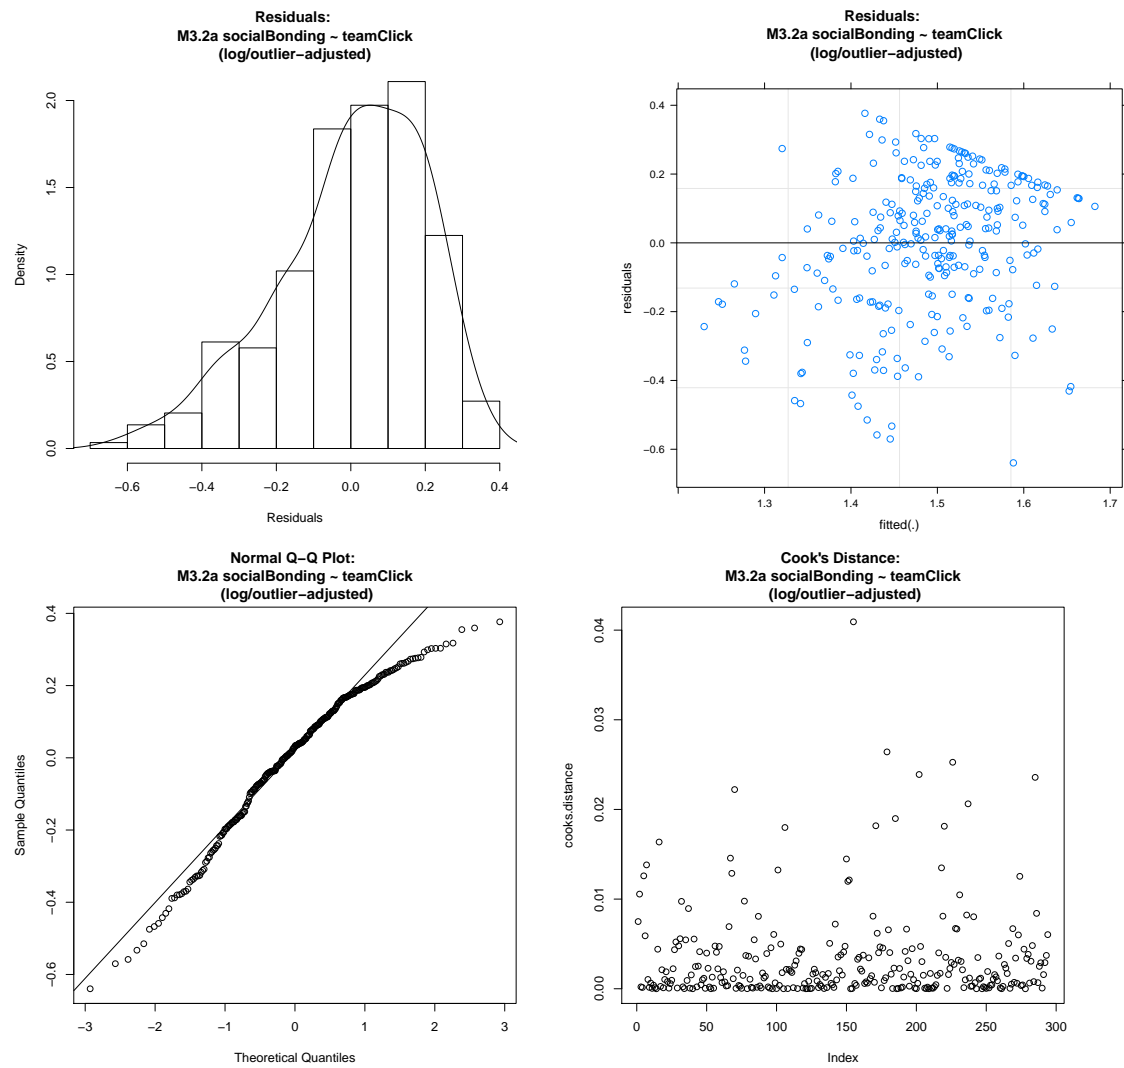 Residuals:
M3.2a socialBonding ~ teamClick
(log/outlier−adjusted)
Density
0.0
0.5
1.0
1.5
2.0
−0.6
−0.4
−0.2
0.0
0.2
0.4
Residuals
Residuals:
M3.2a socialBonding ~ teamClick
(log/outlier−adjusted)
residuals
0.4
0.2
0.0
−0.2
−0.4
−0.6
1.3
1.4
1.5
1.6
1.7
fitted(.)
Normal Q−Q Plot:
M3.2a socialBonding ~ teamClick
(log/outlier−adjusted)
Sample Quantiles
−0.6
−0.4
−0.2
0.0
0.2
0.4
−3
−2
−1
0
1
2
3
Theoretical Quantiles
Cook's Distance:
M3.2a socialBonding ~ teamClick
(log/outlier−adjusted)
cooks.distance
0.00
0.01
0.02
0.03
0.04
0
50
100
150
200
250
300
Index